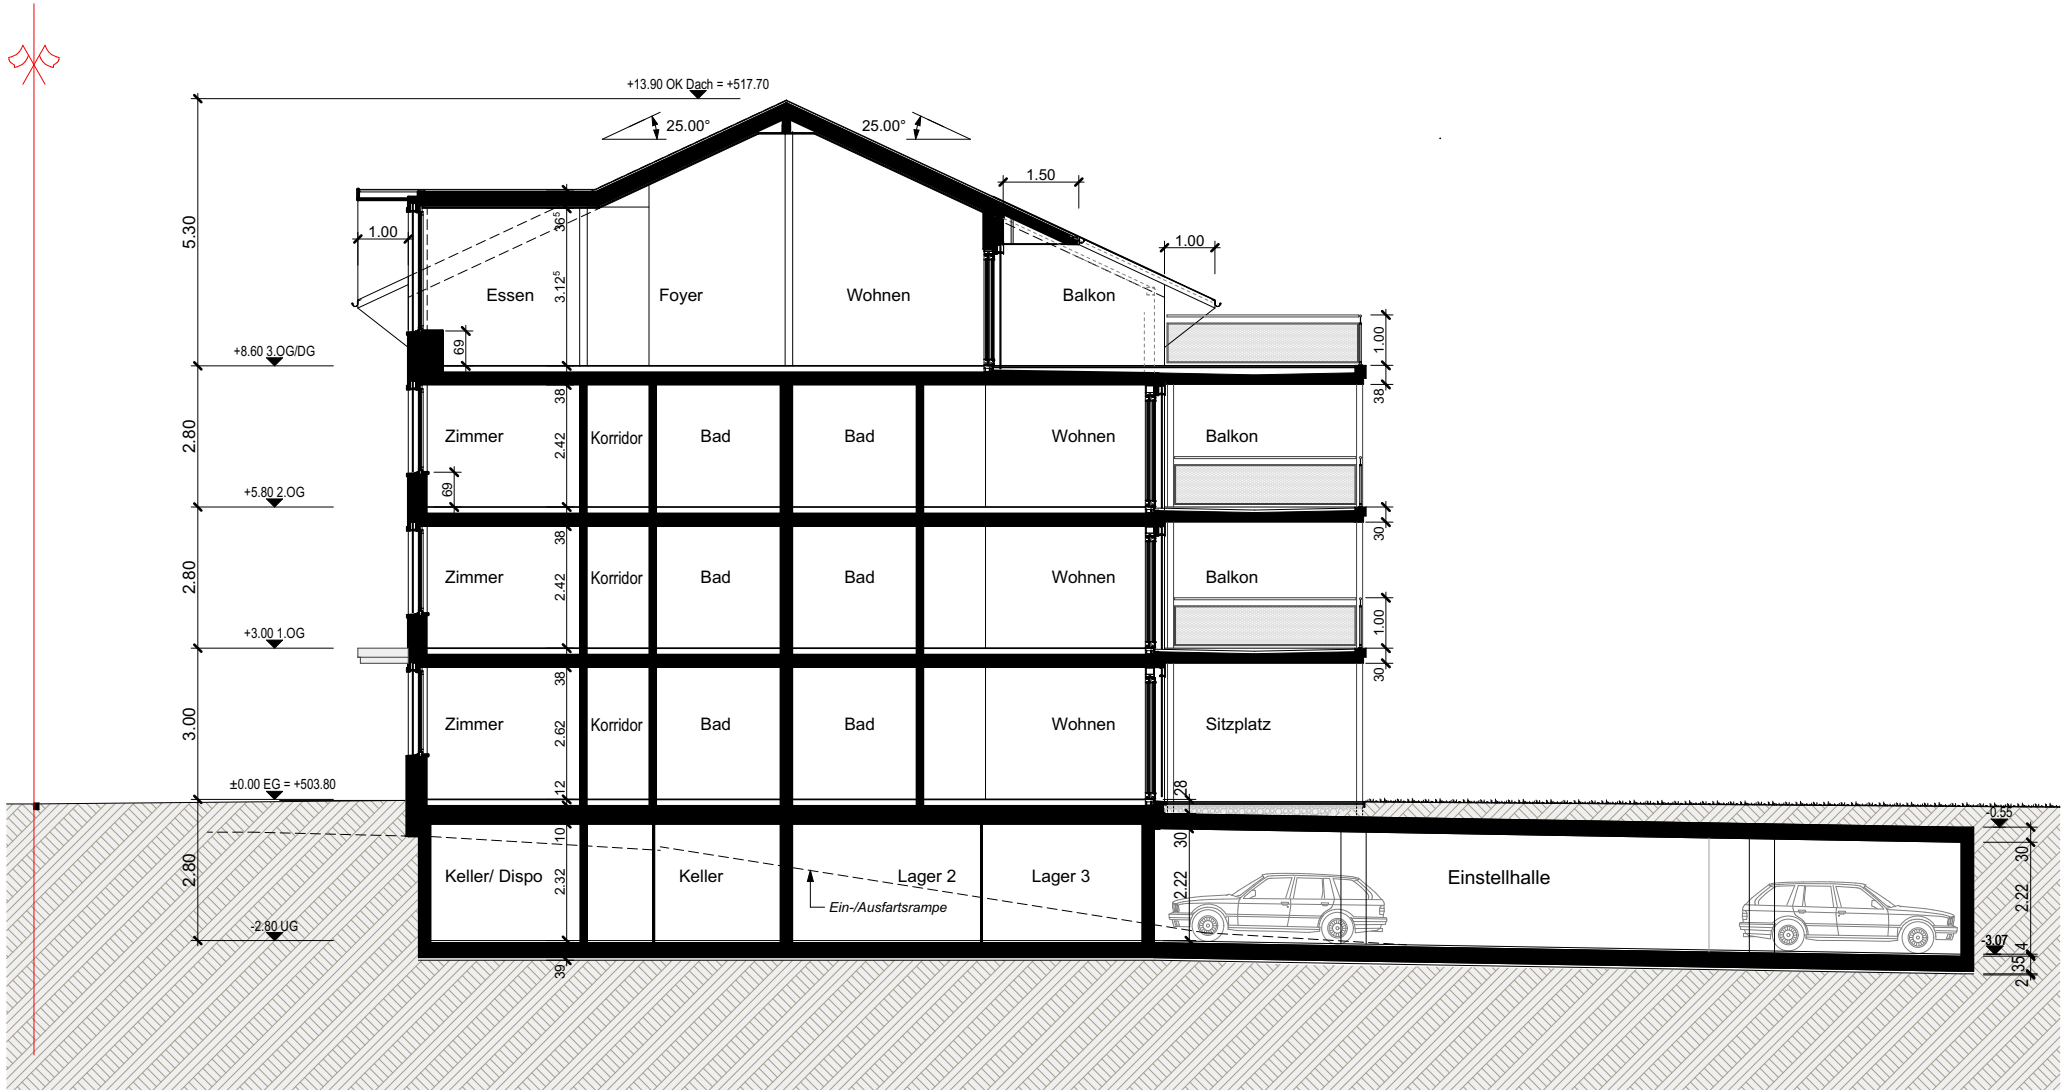 +13.90 OK Dach = +517.70
25.00°
25.00°
1.50
1.00
1.00
5.30
36⁵
3.12⁵
Essen
Foyer
Wohnen
Balkon
69
1.00
+8.60 3.OG/DG
38
38
2.80
Zimmer
2.42
Korridor
Bad
Bad
Wohnen
Balkon
69
+5.80 2.OG
38
30
2.80
Zimmer
2.42
Korridor
Bad
Bad
Wohnen
Balkon
1.00
+3.00 1.OG
38
30
3.00
Zimmer
2.62
Korridor
Bad
Bad
Wohnen
Sitzplatz
±0.00 EG = +503.80
12
28
-0.55
10
30
30
2.80
Keller/ Dispo
2.32
Keller
Lager 2
Lager 3
2.22
Einstellhalle
2.22
Ein-/Ausfartsrampe
-2.80 UG
-3.07
4
39
35
2